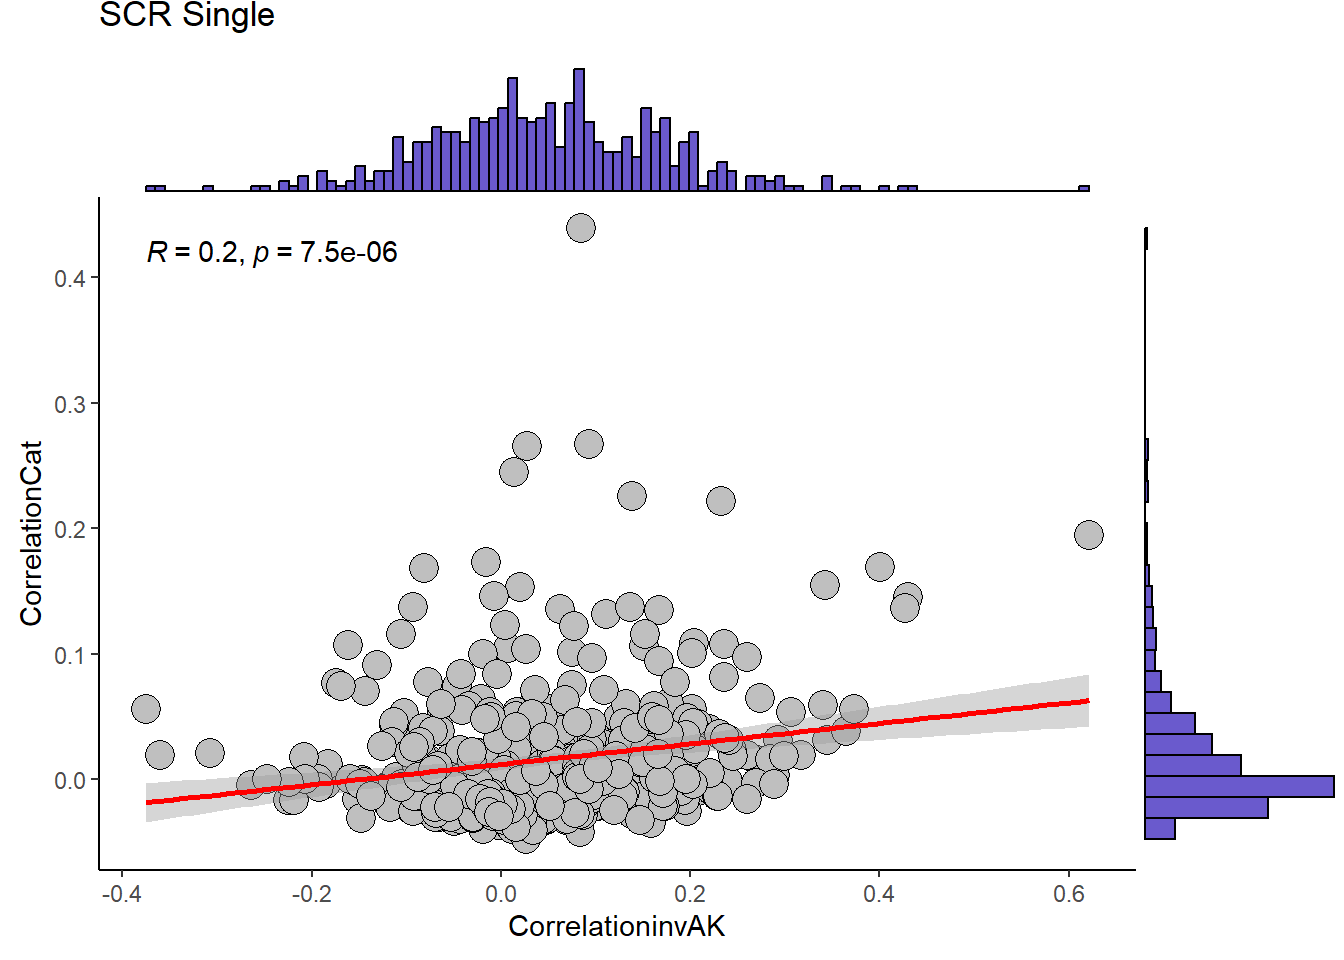 SCR Single
R = 0.2, p = 7.5e-06
CorrelationCat
0.4
0.3
0.2
0.1
0.0
-0.4
-0.2
0.0
0.2
0.4
0.6
CorrelationinvAK